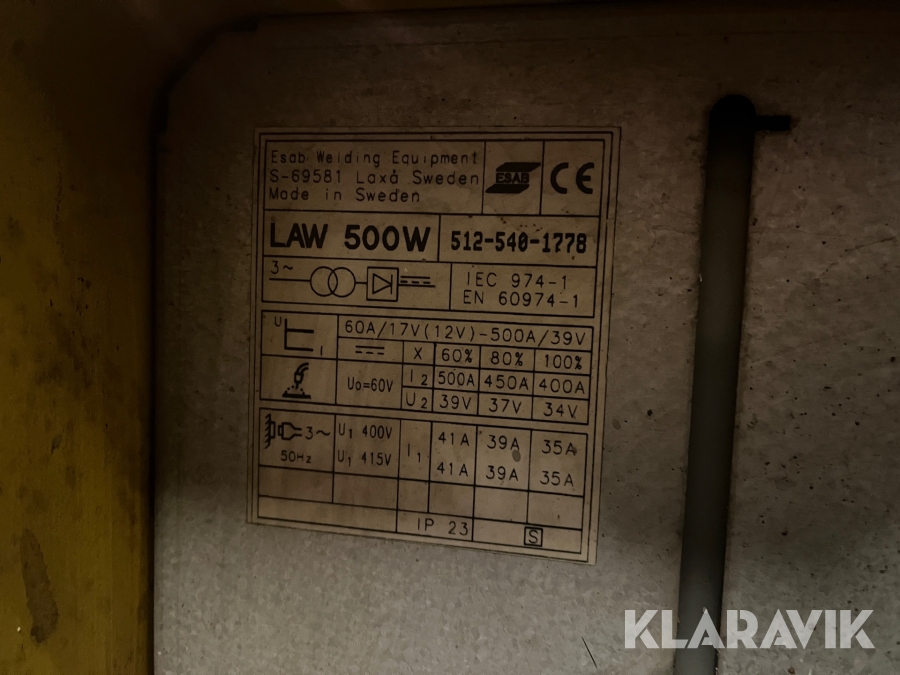 KLARAVIK
Esab Welding Equipment
S-69581 Laxå Sweden
Made in Sweden
ESAB
CE
LAW 500W
512-540-1778
3~
IEC 974-1
EN 60974-1
U
I
60A/17V(12V)-500A/39V
X 60% 80% 100%
U₀=60V
I₂ 500A 450A 400A
U₂ 39V 37V 34V
3~
50Hz
U₁ 400V
U₁ 415V
I₁
41A 39A 35A
41A 39A 35A
IP 23
S
KLARAVIK